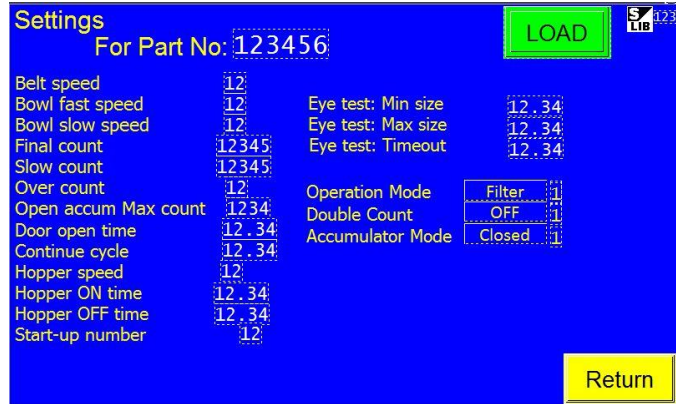 Settings
For Part No: 123456
LOAD
S/
LIB
123
Belt speed 12
Bowl fast speed 12
Bowl slow speed 12
Final count 12345
Slow count 12345
Over count 12
Open accum Max count 1234
Door open time 12.34
Continue cycle 12.34
Hopper speed 12
Hopper ON time 12.34
Hopper OFF time 12.34
Start-up number 12
Eye test: Min size 12.34
Eye test: Max size 12.34
Eye test: Timeout 12.34
Operation Mode Filter 1
Double Count OFF 1
Accumulator Mode Closed 1
Return